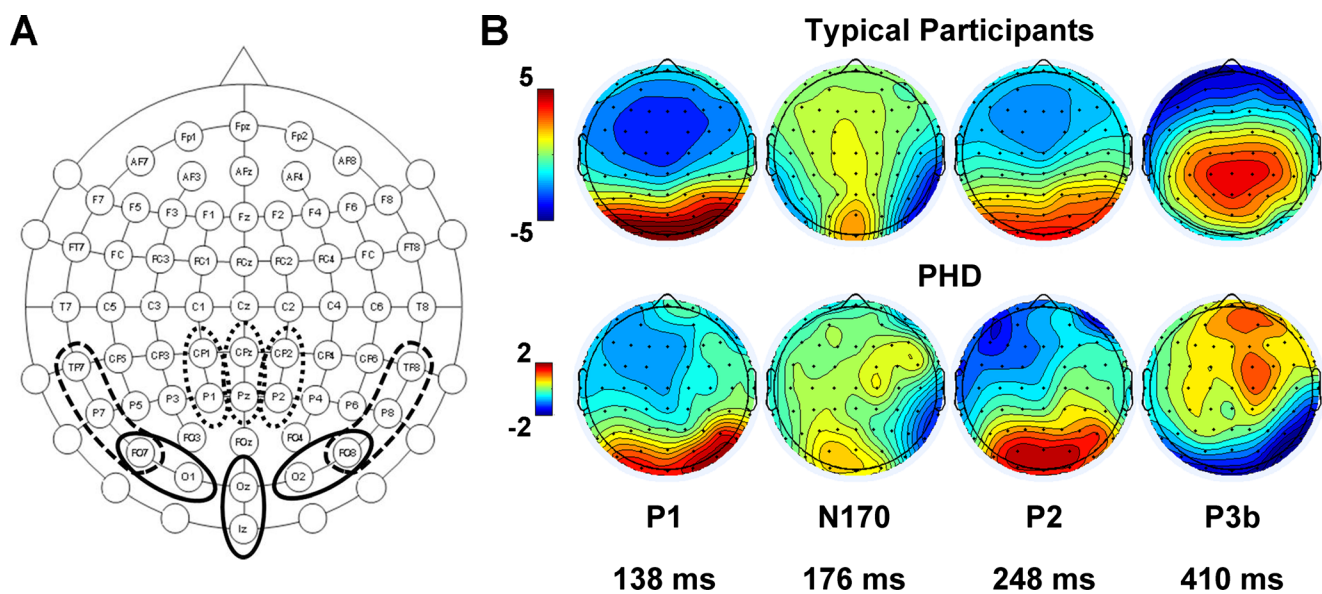 A
Fpz
Fp1 Fp2
AF7 AF8
AF3 AFz AF4
F7 F5 F3 F1 Fz F2 F4 F6 F8
FT7 FC FC3 FC1 FCz FC2 FC4 FT8
T7 C5 C3 C1 Cz C2 C4 C6 T8
TP7 CP5 CP3 CP1 CPz CP2 CP4 CP6 TP8
P7 P5 P3 P1 Pz P2 P4 P6 P8
PO7 PO3 POz PO4 PO8
O1 Oz O2
Iz
B
Typical Participants
5
-5
PHD
2
-2
P1 N170 P2 P3b
138 ms 176 ms 248 ms 410 ms